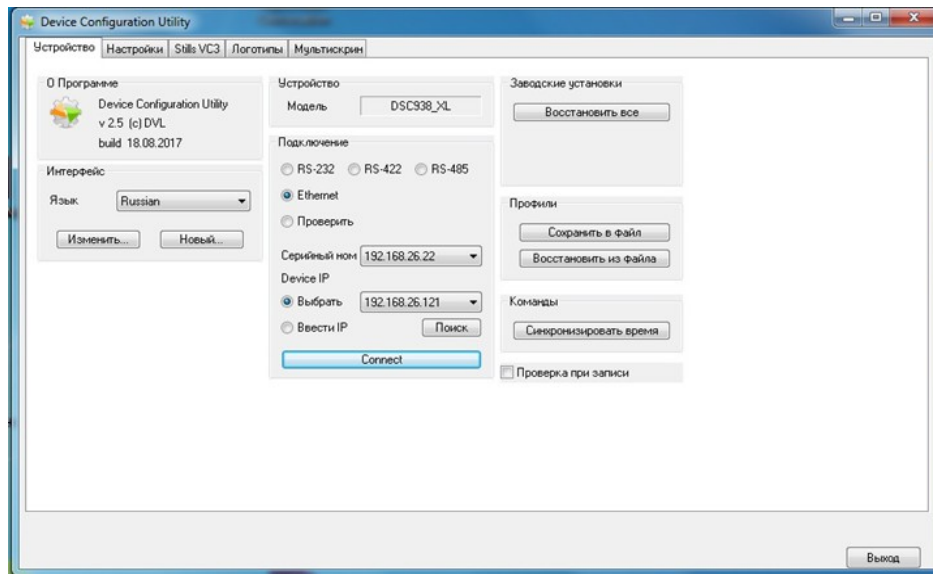 Device Configuration Utility
Устройство
Настройки
Stills VC3
Логотипы
Мультискрин
О Программе
Device Configuration Utility
v 2.5 (c) DVL
build 18.08.2017
Интерфейс
Язык
Russian
Изменить...
Новый...
Устройство
Модель
DSC938_XL
Подключение
RS-232
RS-422
RS-485
Ethernet
Проверить
Серийный ном
192.168.26.22
Device IP
Выбрать
192.168.26.121
Ввести IP
Поиск
Connect
Заводские установки
Восстановить все
Профили
Сохранить в файл
Восстановить из файла
Команды
Синхронизировать время
Проверка при записи
Выход